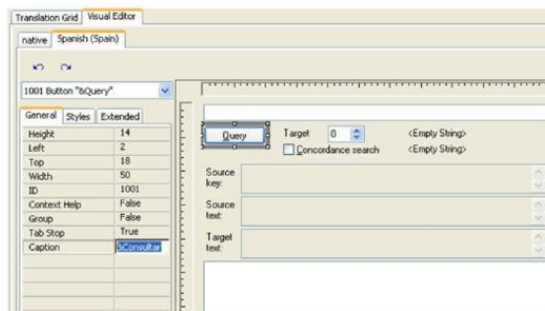 Translation Grid Visual Editor
native Spanish (Spain)
1001 Button "&Query"
General Styles Extended
Height 14
Left 2
Top 18
Width 50
ID 1001
Context Help False
Group False
Tab Stop True
Caption &Consultar
Query Target 0 <Empty String>
Concordance search <Empty String>
Source
key:
Source
text:
Target
text: